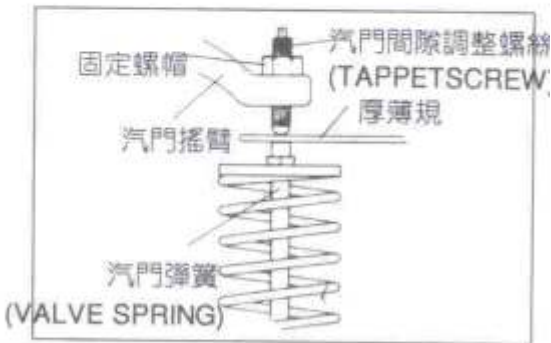 汽門間隙調整螺絲
(TAPPETSCREW)
固定螺帽
厚薄規
汽門搖臂
汽門彈簧
(VALVE SPRING)